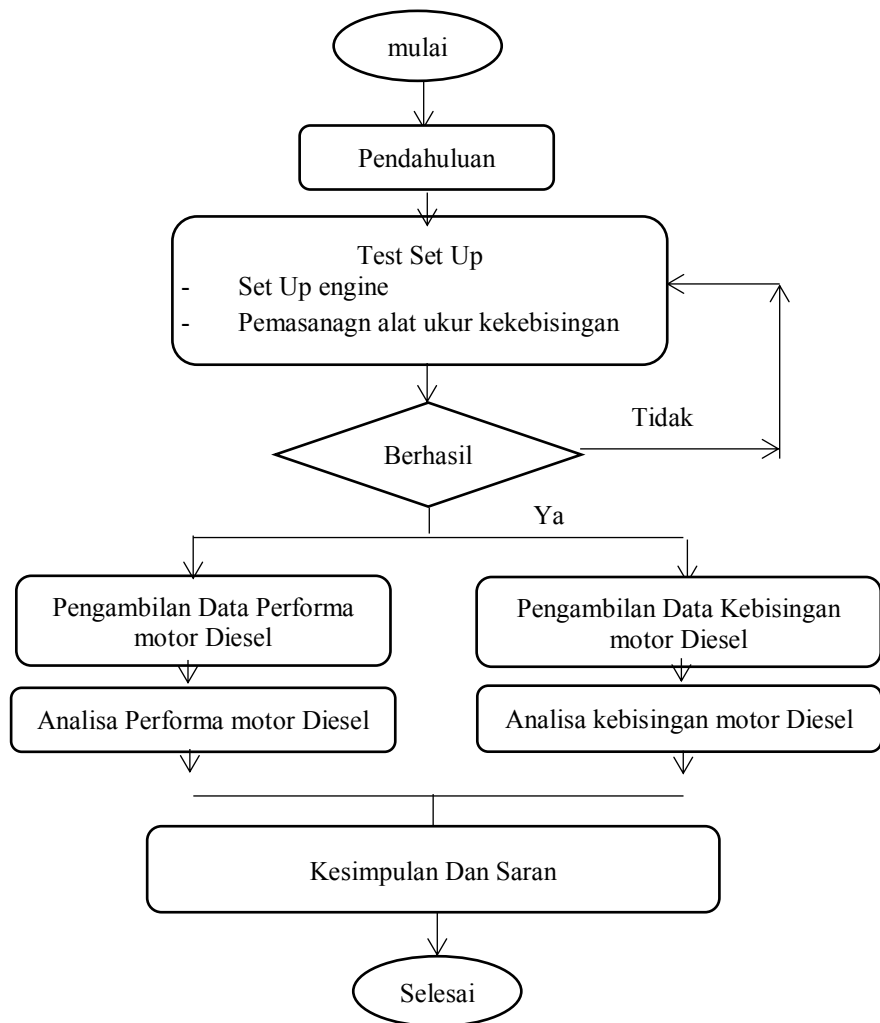 mulai
Pendahuluan
Test Set Up
- Set Up engine
- Pemasanagn alat ukur kekebisingan
Tidak
Berhasil
Ya
Pengambilan Data Performa
motor Diesel
Pengambilan Data Kebisingan
motor Diesel
Analisa Performa motor Diesel
Analisa kebisingan motor Diesel
Kesimpulan Dan Saran
Selesai